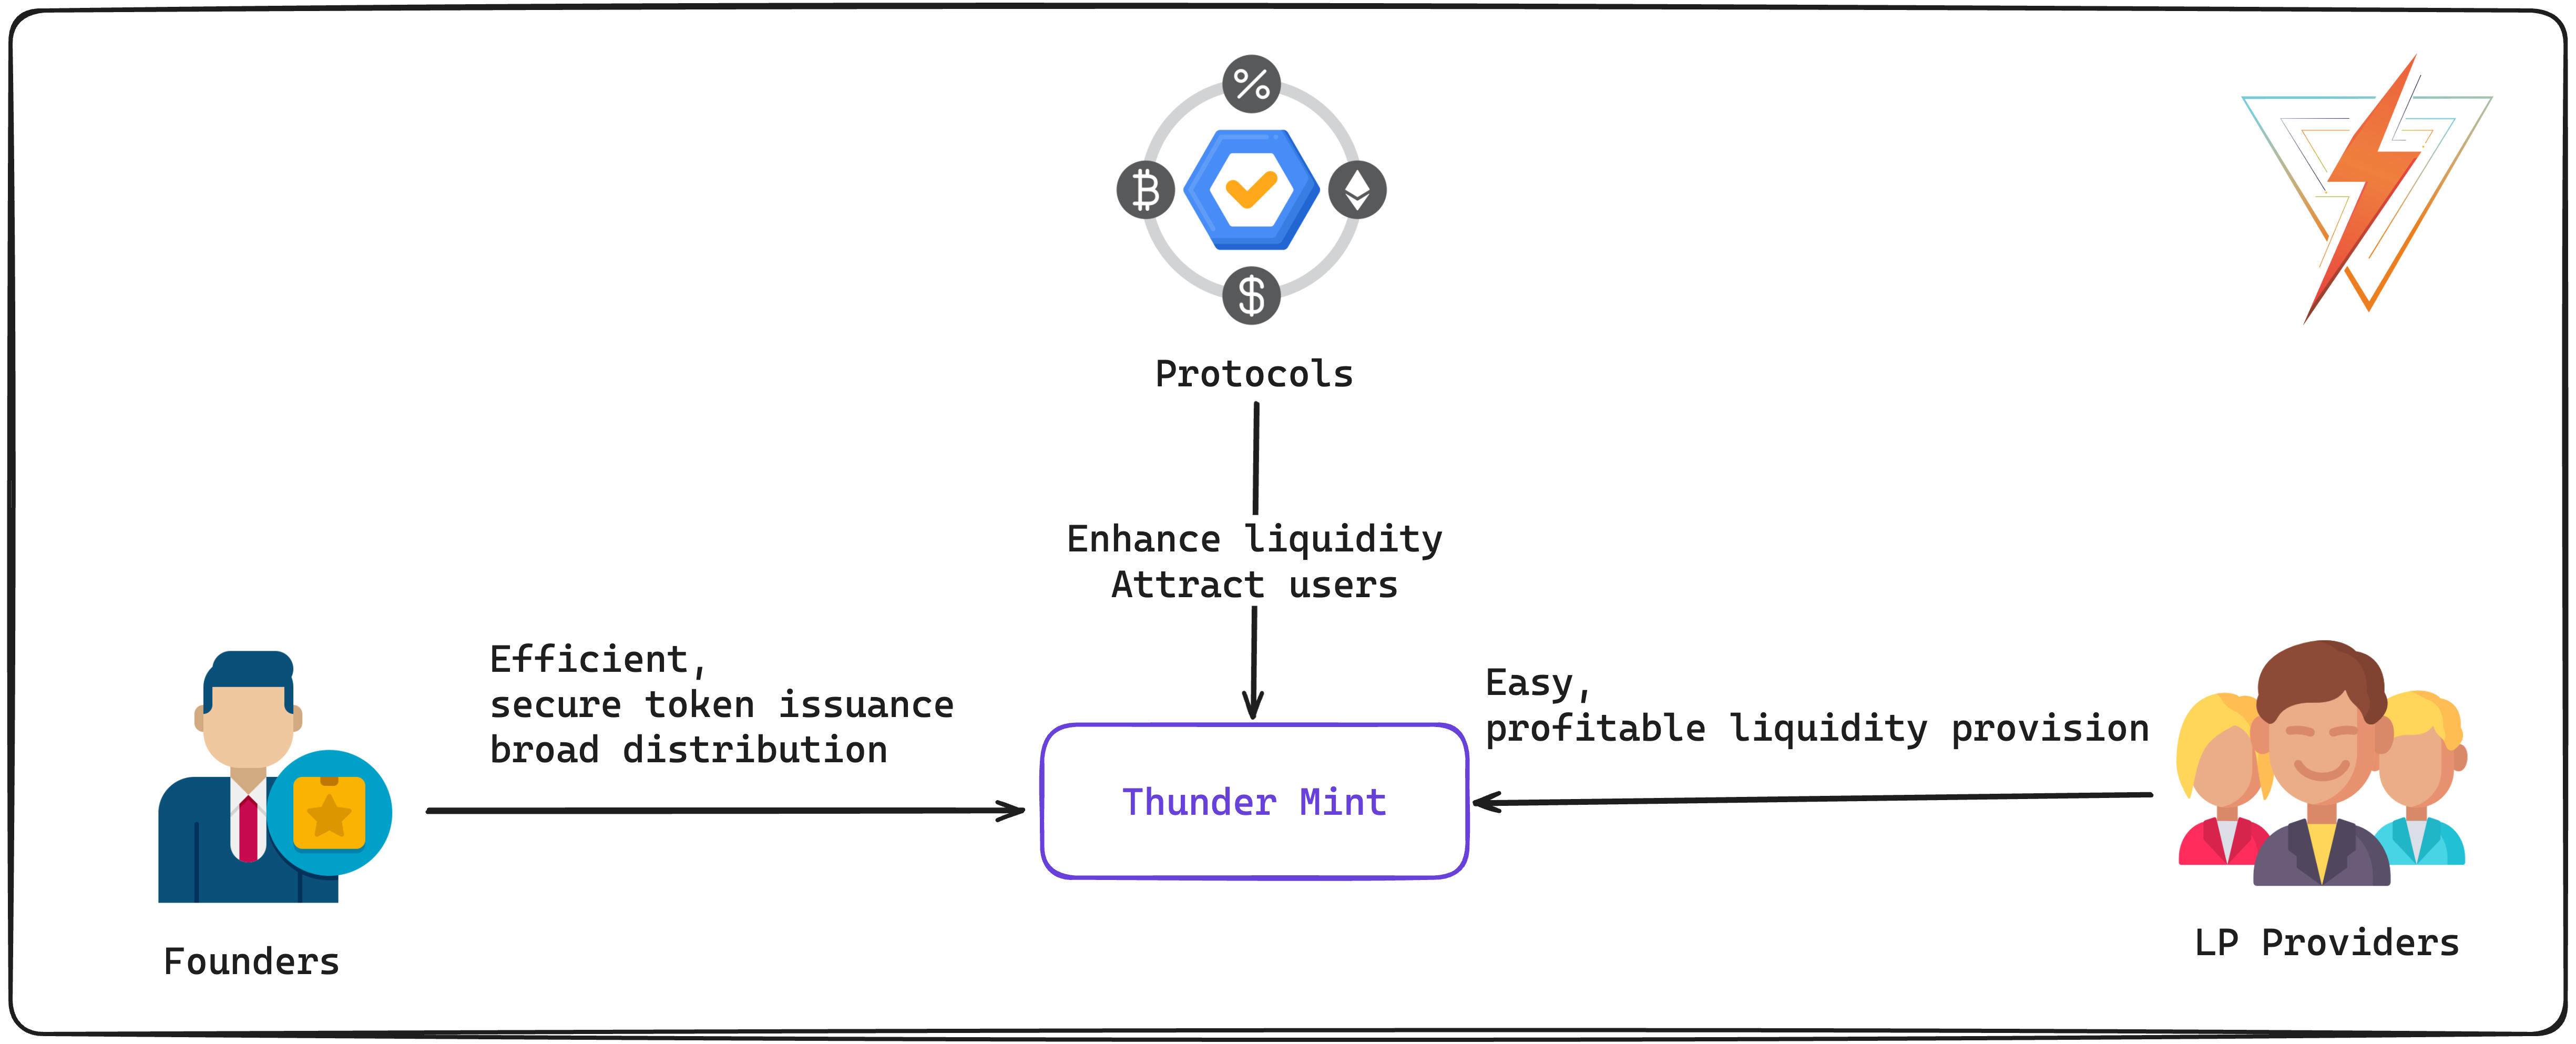 Protocols
Enhance liquidity
Attract users
Efficient,
secure token issuance
broad distribution
Easy,
profitable liquidity provision
Thunder Mint
Founders
LP Providers